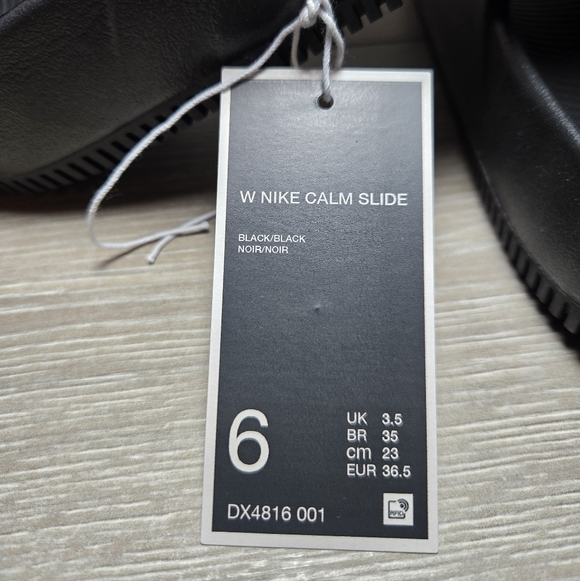 W NIKE CALM SLIDE
BLACK/BLACK
NOIR/NOIR
6
UK 3.5
BR 35
cm 23
EUR 36.5
DX4816 001